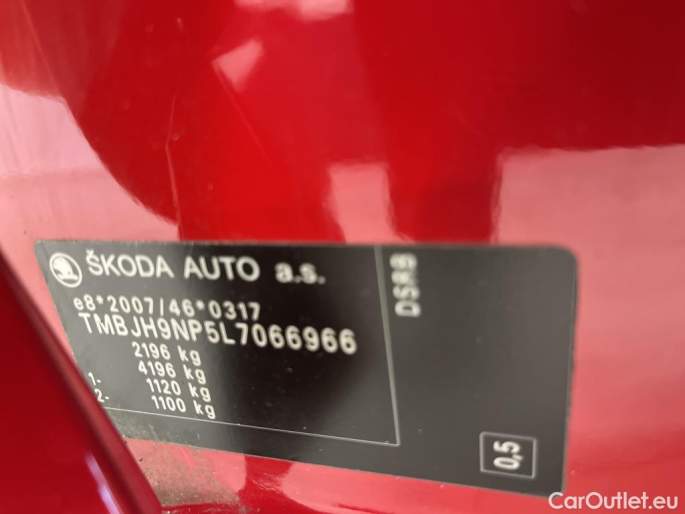 ŠKODA AUTO a.s.
e8*2007/46*0317
TMBJH9NP5L7066966
2196 kg
4196 kg
1- 1120 kg
2- 1100 kg
DSRB
0,5
CarOutlet.eu